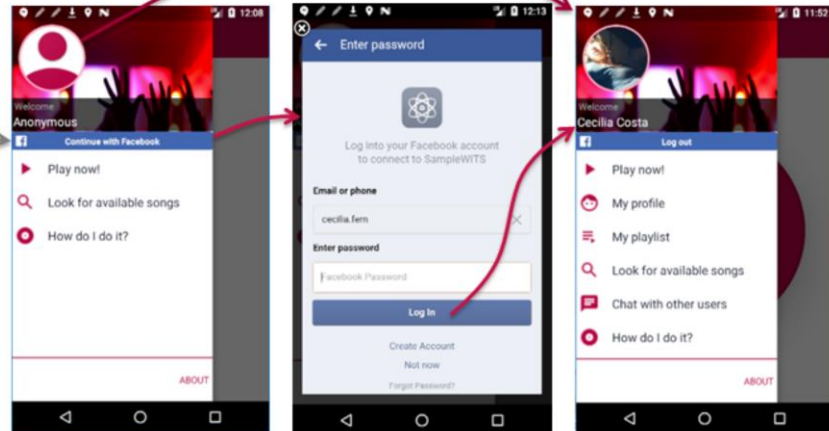 12:08
Welcome
Anonymous
Continue with Facebook
Play now!
Look for available songs
How do I do it?
ABOUT
12:13
Enter password
Log into your Facebook account
to connect to SampleWITS
Email or phone
cecilia.fern
Enter password
Facebook Password
Log In
Create Account
Not now
Forgot Password?
11:52
Welcome
Cecilia Costa
Log out
Play now!
My profile
My playlist
Look for available songs
Chat with other users
How do I do it?
ABOUT